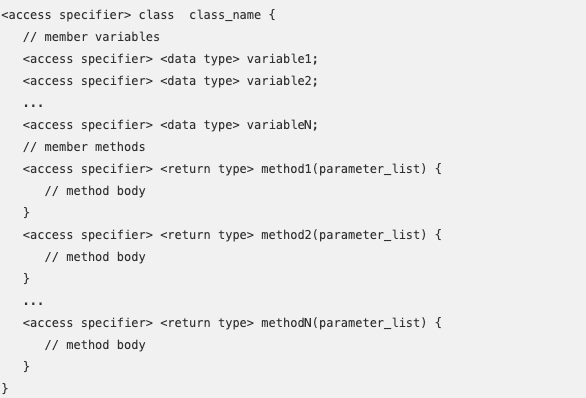 <access specifier> class  class_name {
   // member variables
   <access specifier> <data type> variable1;
   <access specifier> <data type> variable2;
   ...
   <access specifier> <data type> variableN;
   // member methods
   <access specifier> <return type> method1(parameter_list) {
      // method body
   }
   <access specifier> <return type> method2(parameter_list) {
      // method body
   }
   ...
   <access specifier> <return type> methodN(parameter_list) {
      // method body
   }
}